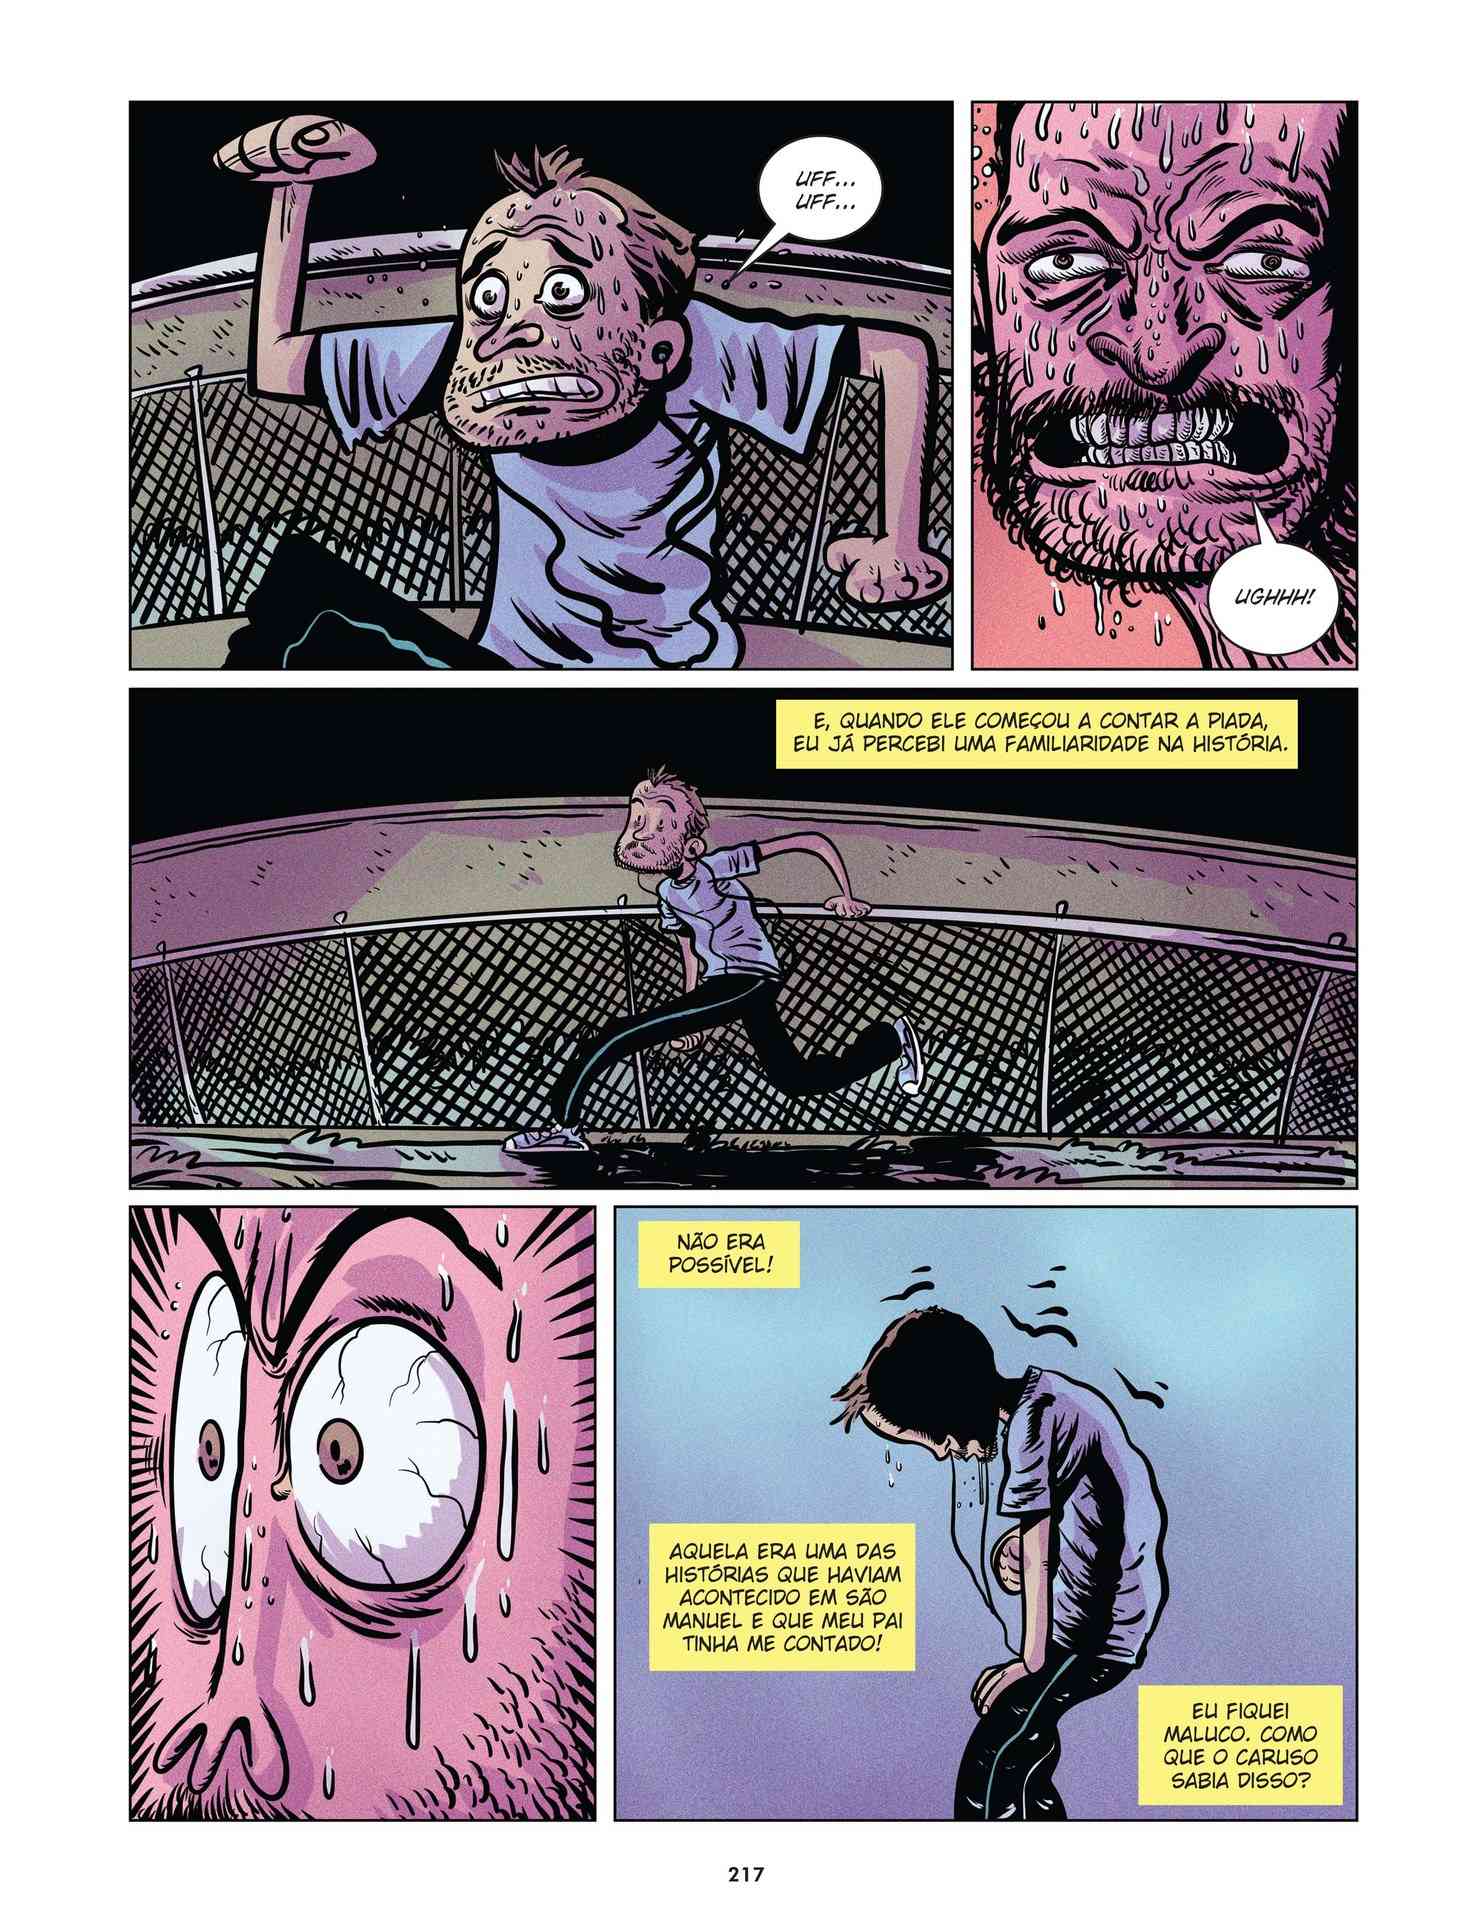 UFF...
UFF...
UGHHH!
E, QUANDO ELE COMEÇOU A CONTAR A PIADA,
EU JÁ PERCEBI UMA FAMILIARIDADE NA HISTÓRIA.
NÃO ERA
POSSÍVEL!
AQUELA ERA UMA DAS
HISTÓRIAS QUE HAVIAM
ACONTECIDO EM SÃO
MANUEL E QUE MEU PAI
TINHA ME CONTADO!
EU FIQUEI
MALUCO. COMO
QUE O CARUSO
SABIA DISSO?
217